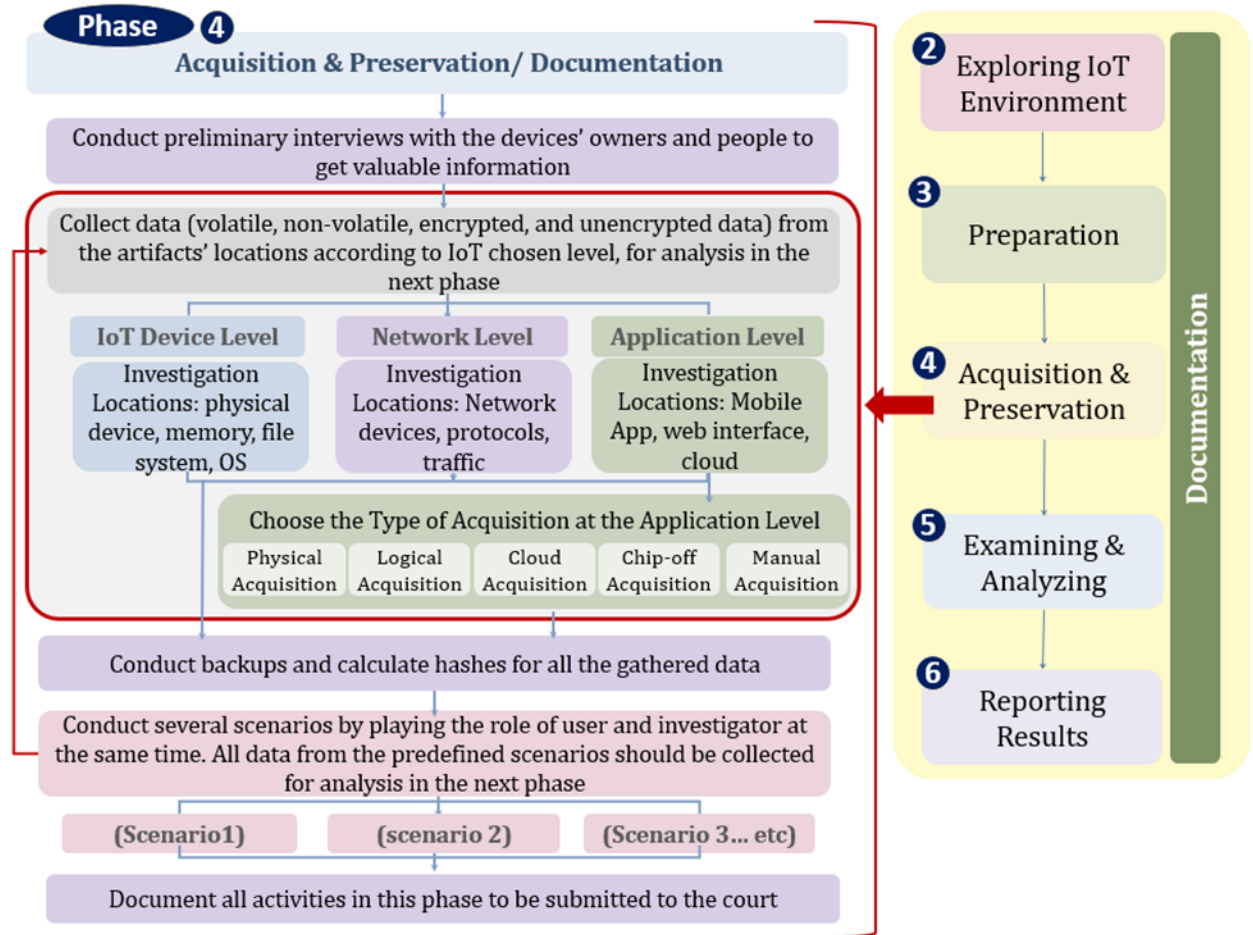 Phase 4
Acquisition & Preservation/ Documentation
Conduct preliminary interviews with the devices’ owners and people to
get valuable information
Collect data (volatile, non-volatile, encrypted, and unencrypted data) from
the artifacts’ locations according to IoT chosen level, for analysis in the
next phase
IoT Device Level
Investigation
Locations: physical
device, memory, file
system, OS
Network Level
Investigation
Locations: Network
devices, protocols,
traffic
Application Level
Investigation
Locations: Mobile
App, web interface,
cloud
Choose the Type of Acquisition at the Application Level
Physical
Acquisition
Logical
Acquisition
Cloud
Acquisition
Chip-off
Acquisition
Manual
Acquisition
Conduct backups and calculate hashes for all the gathered data
Conduct several scenarios by playing the role of user and investigator at
the same time. All data from the predefined scenarios should be collected
for analysis in the next phase
(Scenario1)
(scenario 2)
(Scenario 3... etc)
Document all activities in this phase to be submitted to the court
2
Exploring IoT
Environment
3
Preparation
4
Acquisition &
Preservation
5
Examining &
Analyzing
6
Reporting
Results
Documentation